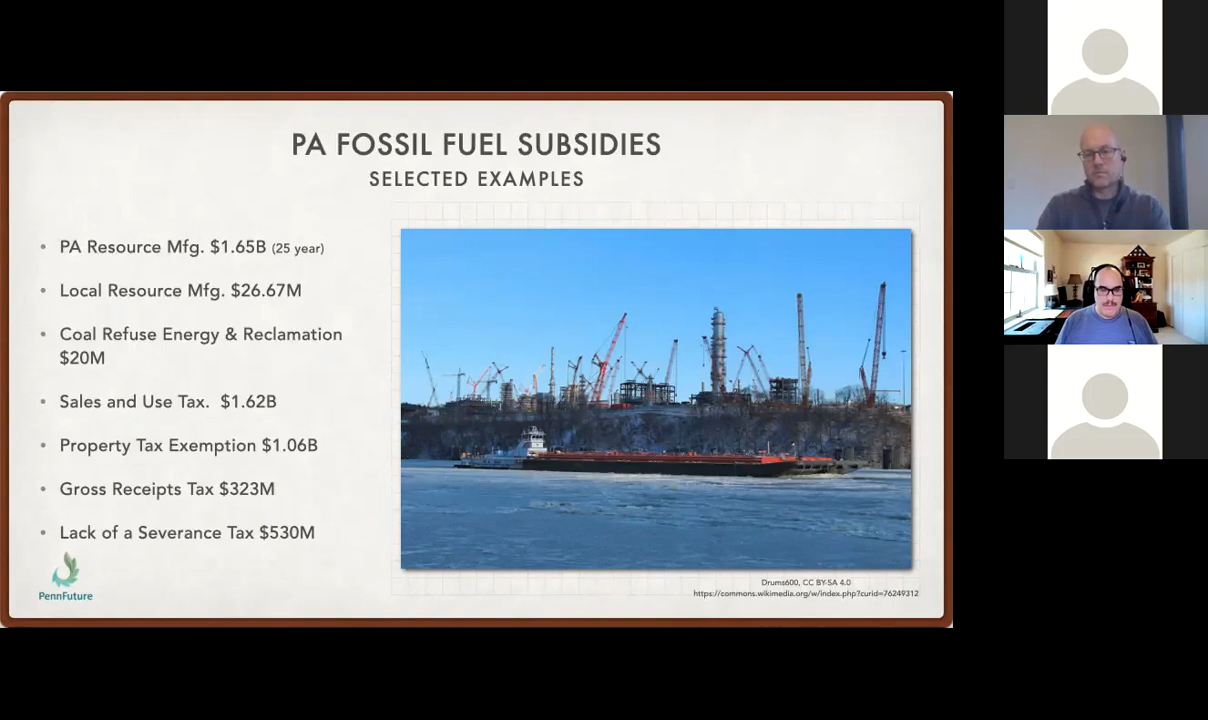 PA FOSSIL FUEL SUBSIDIES
SELECTED EXAMPLES
• PA Resource Mfg. $1.65B (25 year)
• Local Resource Mfg. $26.67M
• Coal Refuse Energy & Reclamation
$20M
• Sales and Use Tax. $1.62B
• Property Tax Exemption $1.06B
• Gross Receipts Tax $323M
• Lack of a Severance Tax $530M
PennFuture
Drums600, CC BY-SA 4.0
https://commons.wikimedia.org/w/index.php?curid=76249312